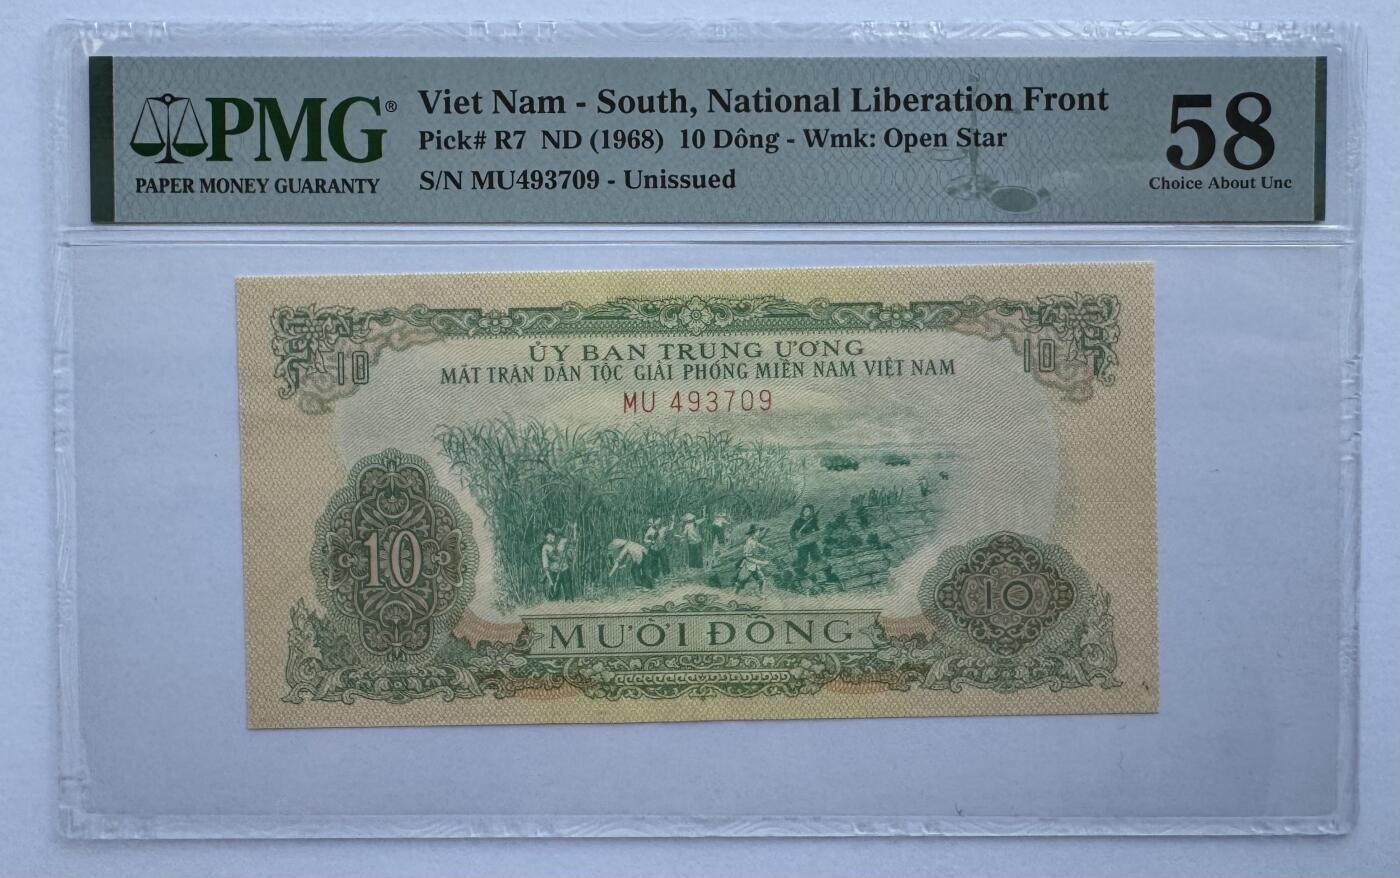 PMG®
PAPER MONEY GUARANTY
Viet Nam - South, National Liberation Front
Pick# R7 ND (1968) 10 Dông - Wmk: Open Star
S/N MU493709 - Unissued
58
Choice About Unc
10
10
ỦY BAN TRUNG ƯƠNG
MẶT TRẬN DÂN TỘC GIẢI PHÓNG MIỀN NAM VIỆT NAM
MU 493709
10
10
MƯỜI ĐỒNG